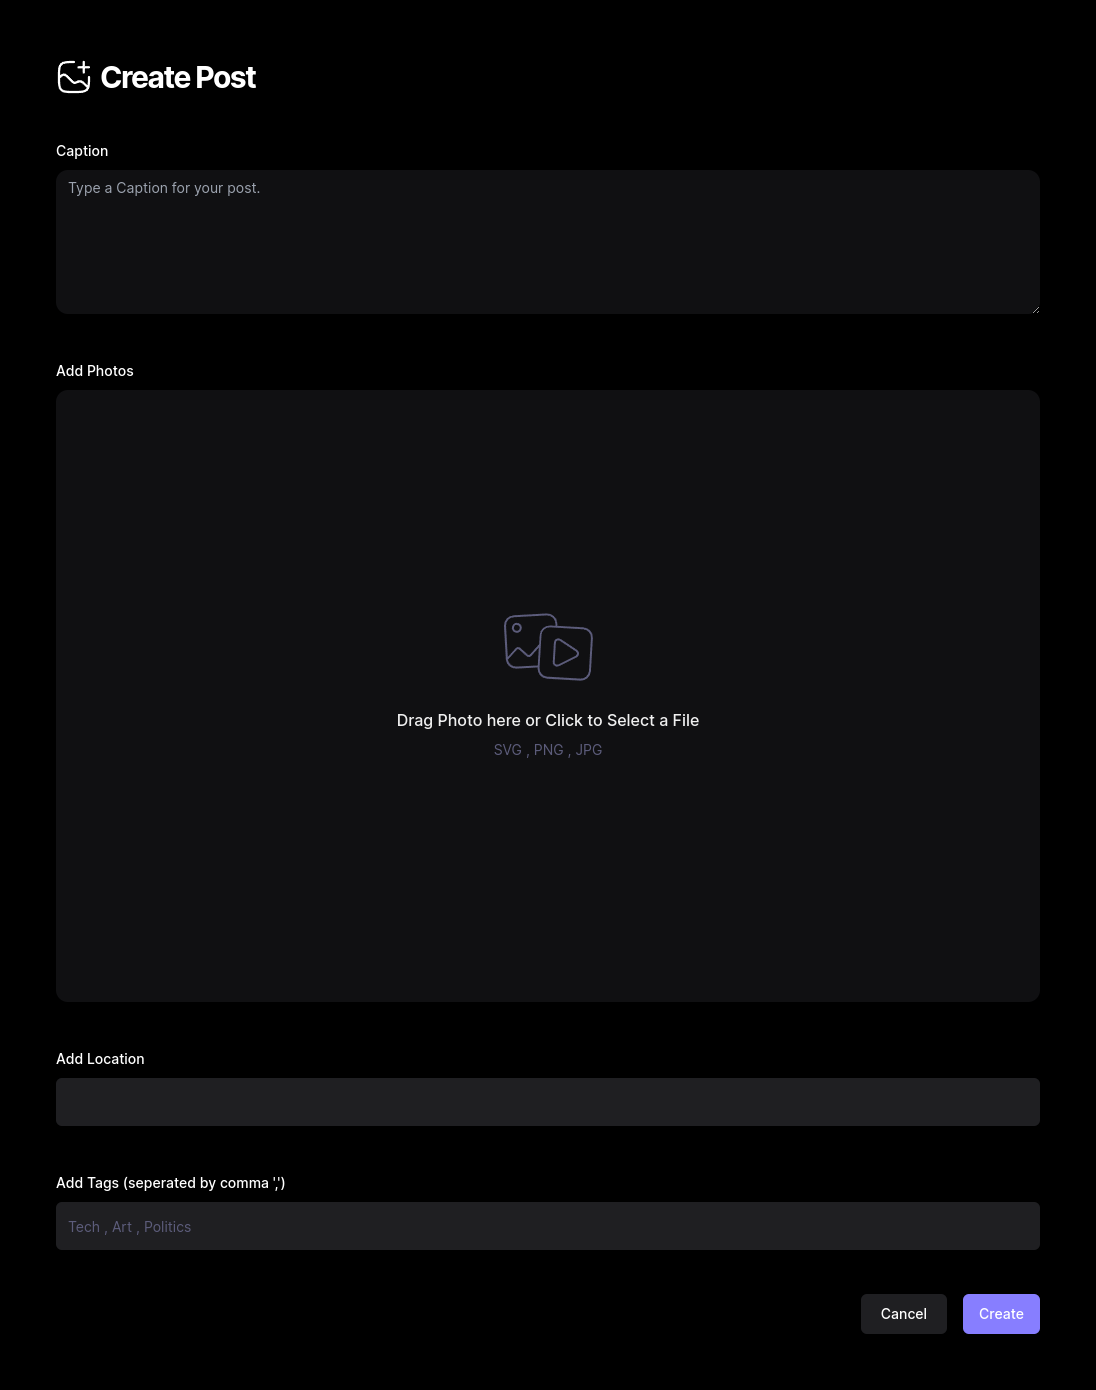 Create Post
Caption
Type a Caption for your post.
Add Photos
Drag Photo here or Click to Select a File
SVG , PNG , JPG
Add Location
Add Tags (seperated by comma ',')
Tech , Art , Politics
Cancel
Create